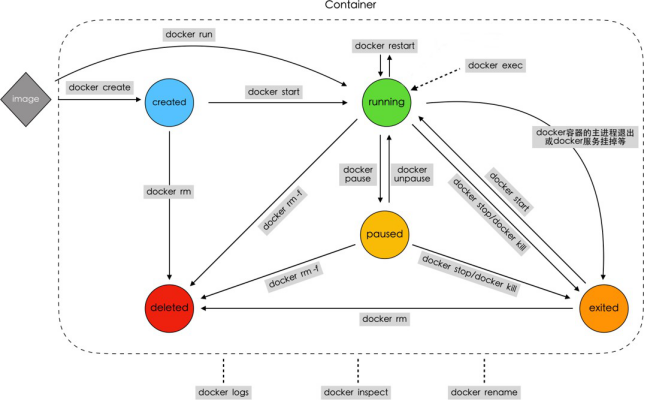 Container
docker run
docker restart
docker exec
docker create
docker start
image
created
running
docker容器的主进程退出
或docker服务挂掉等
docker
pause
docker
unpause
docker start
docker stop/docker kill
docker rm
docker rm -f
paused
docker rm -f
docker stop/docker kill
deleted
exited
docker rm
docker logs
docker inspect
docker rename